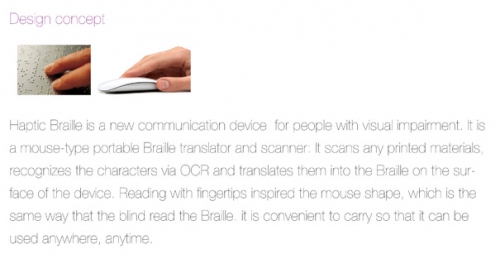 Design concept
Haptic Braille is a new communication device for people with visual impairment. It is
a mouse-type portable Braille translator and scanner: It scans any printed materials,
recognizes the characters via OCR and translates them into the Braille on the sur-
face of the device. Reading with fingertips inspired the mouse shape, which is the
same way that the blind read the Braille. it is convenient to carry so that it can be
used anywhere, anytime.